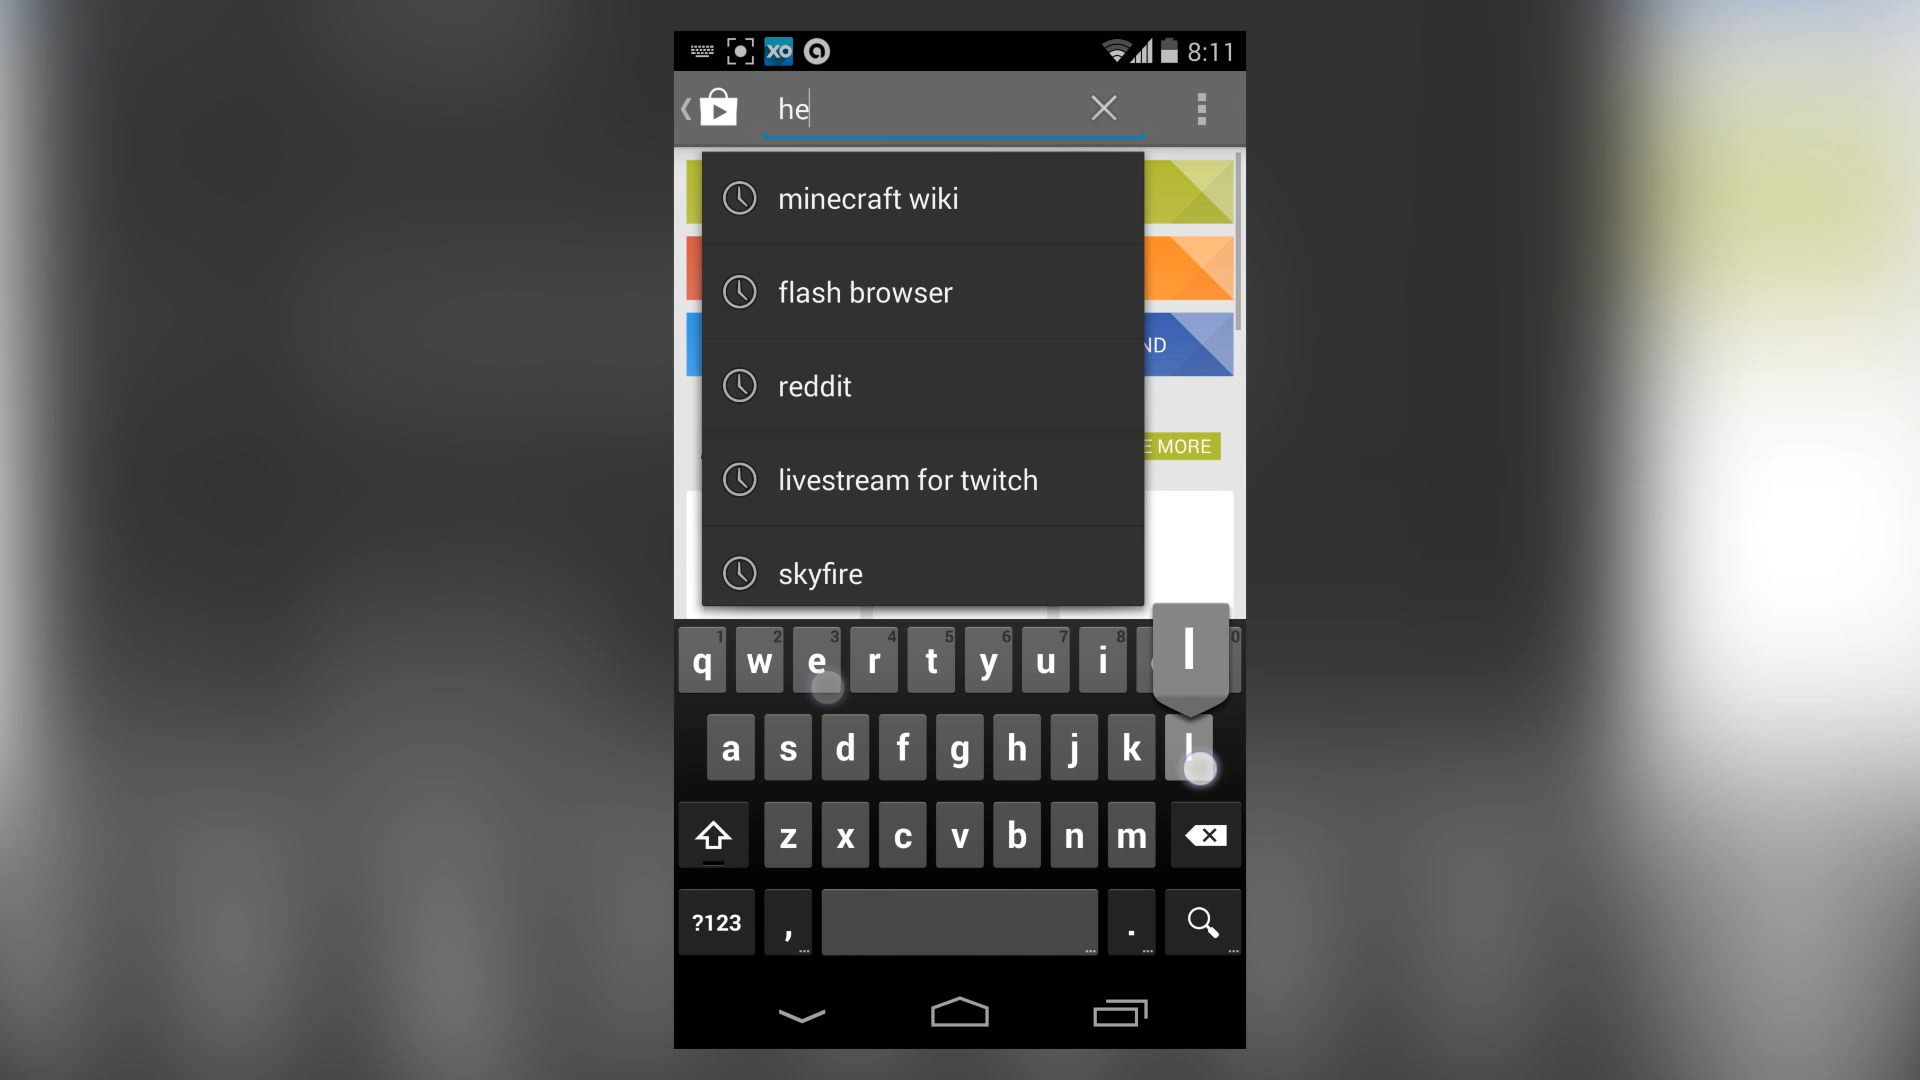 XO
8:11
he
minecraft wiki
flash browser
ND
reddit
E MORE
livestream for twitch
skyfire
l
1 2 3 4 5 6 7 8 0
q w e r t y u i
a s d f g h j k l
z x c v b n m
?123 , .